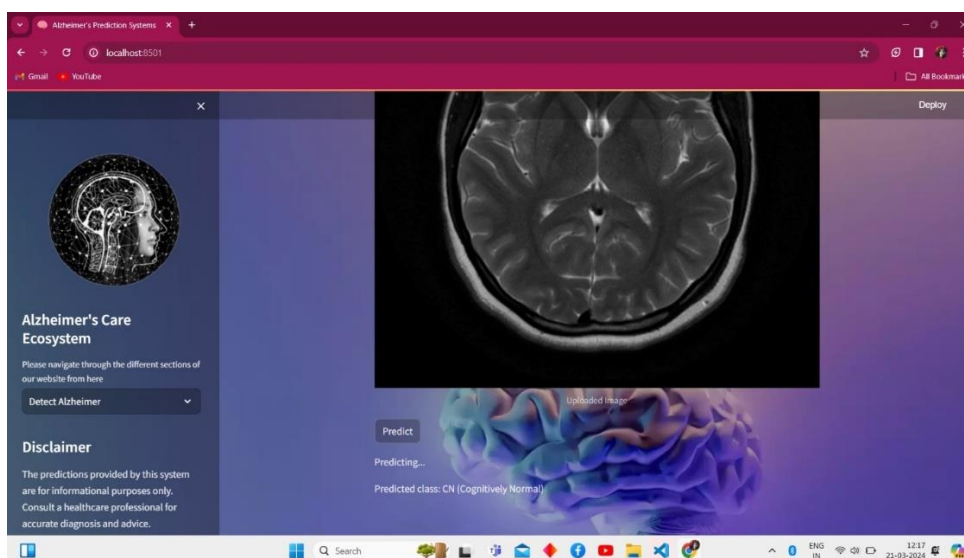 Alzheimer's Prediction Systems
localhost:8501
Gmail YouTube All Bookmark
Deploy
Alzheimer's Care
Ecosystem
Please navigate through the different sections of
our website from here
Detect Alzheimer
Disclaimer
The predictions provided by this system
are for informational purposes only.
Consult a healthcare professional for
accurate diagnosis and advice.
Uploaded Image
Predict
Predicting...
Predicted class: CN (Cognitively Normal)
Search
ENG
IN
12:17
21-03-2024